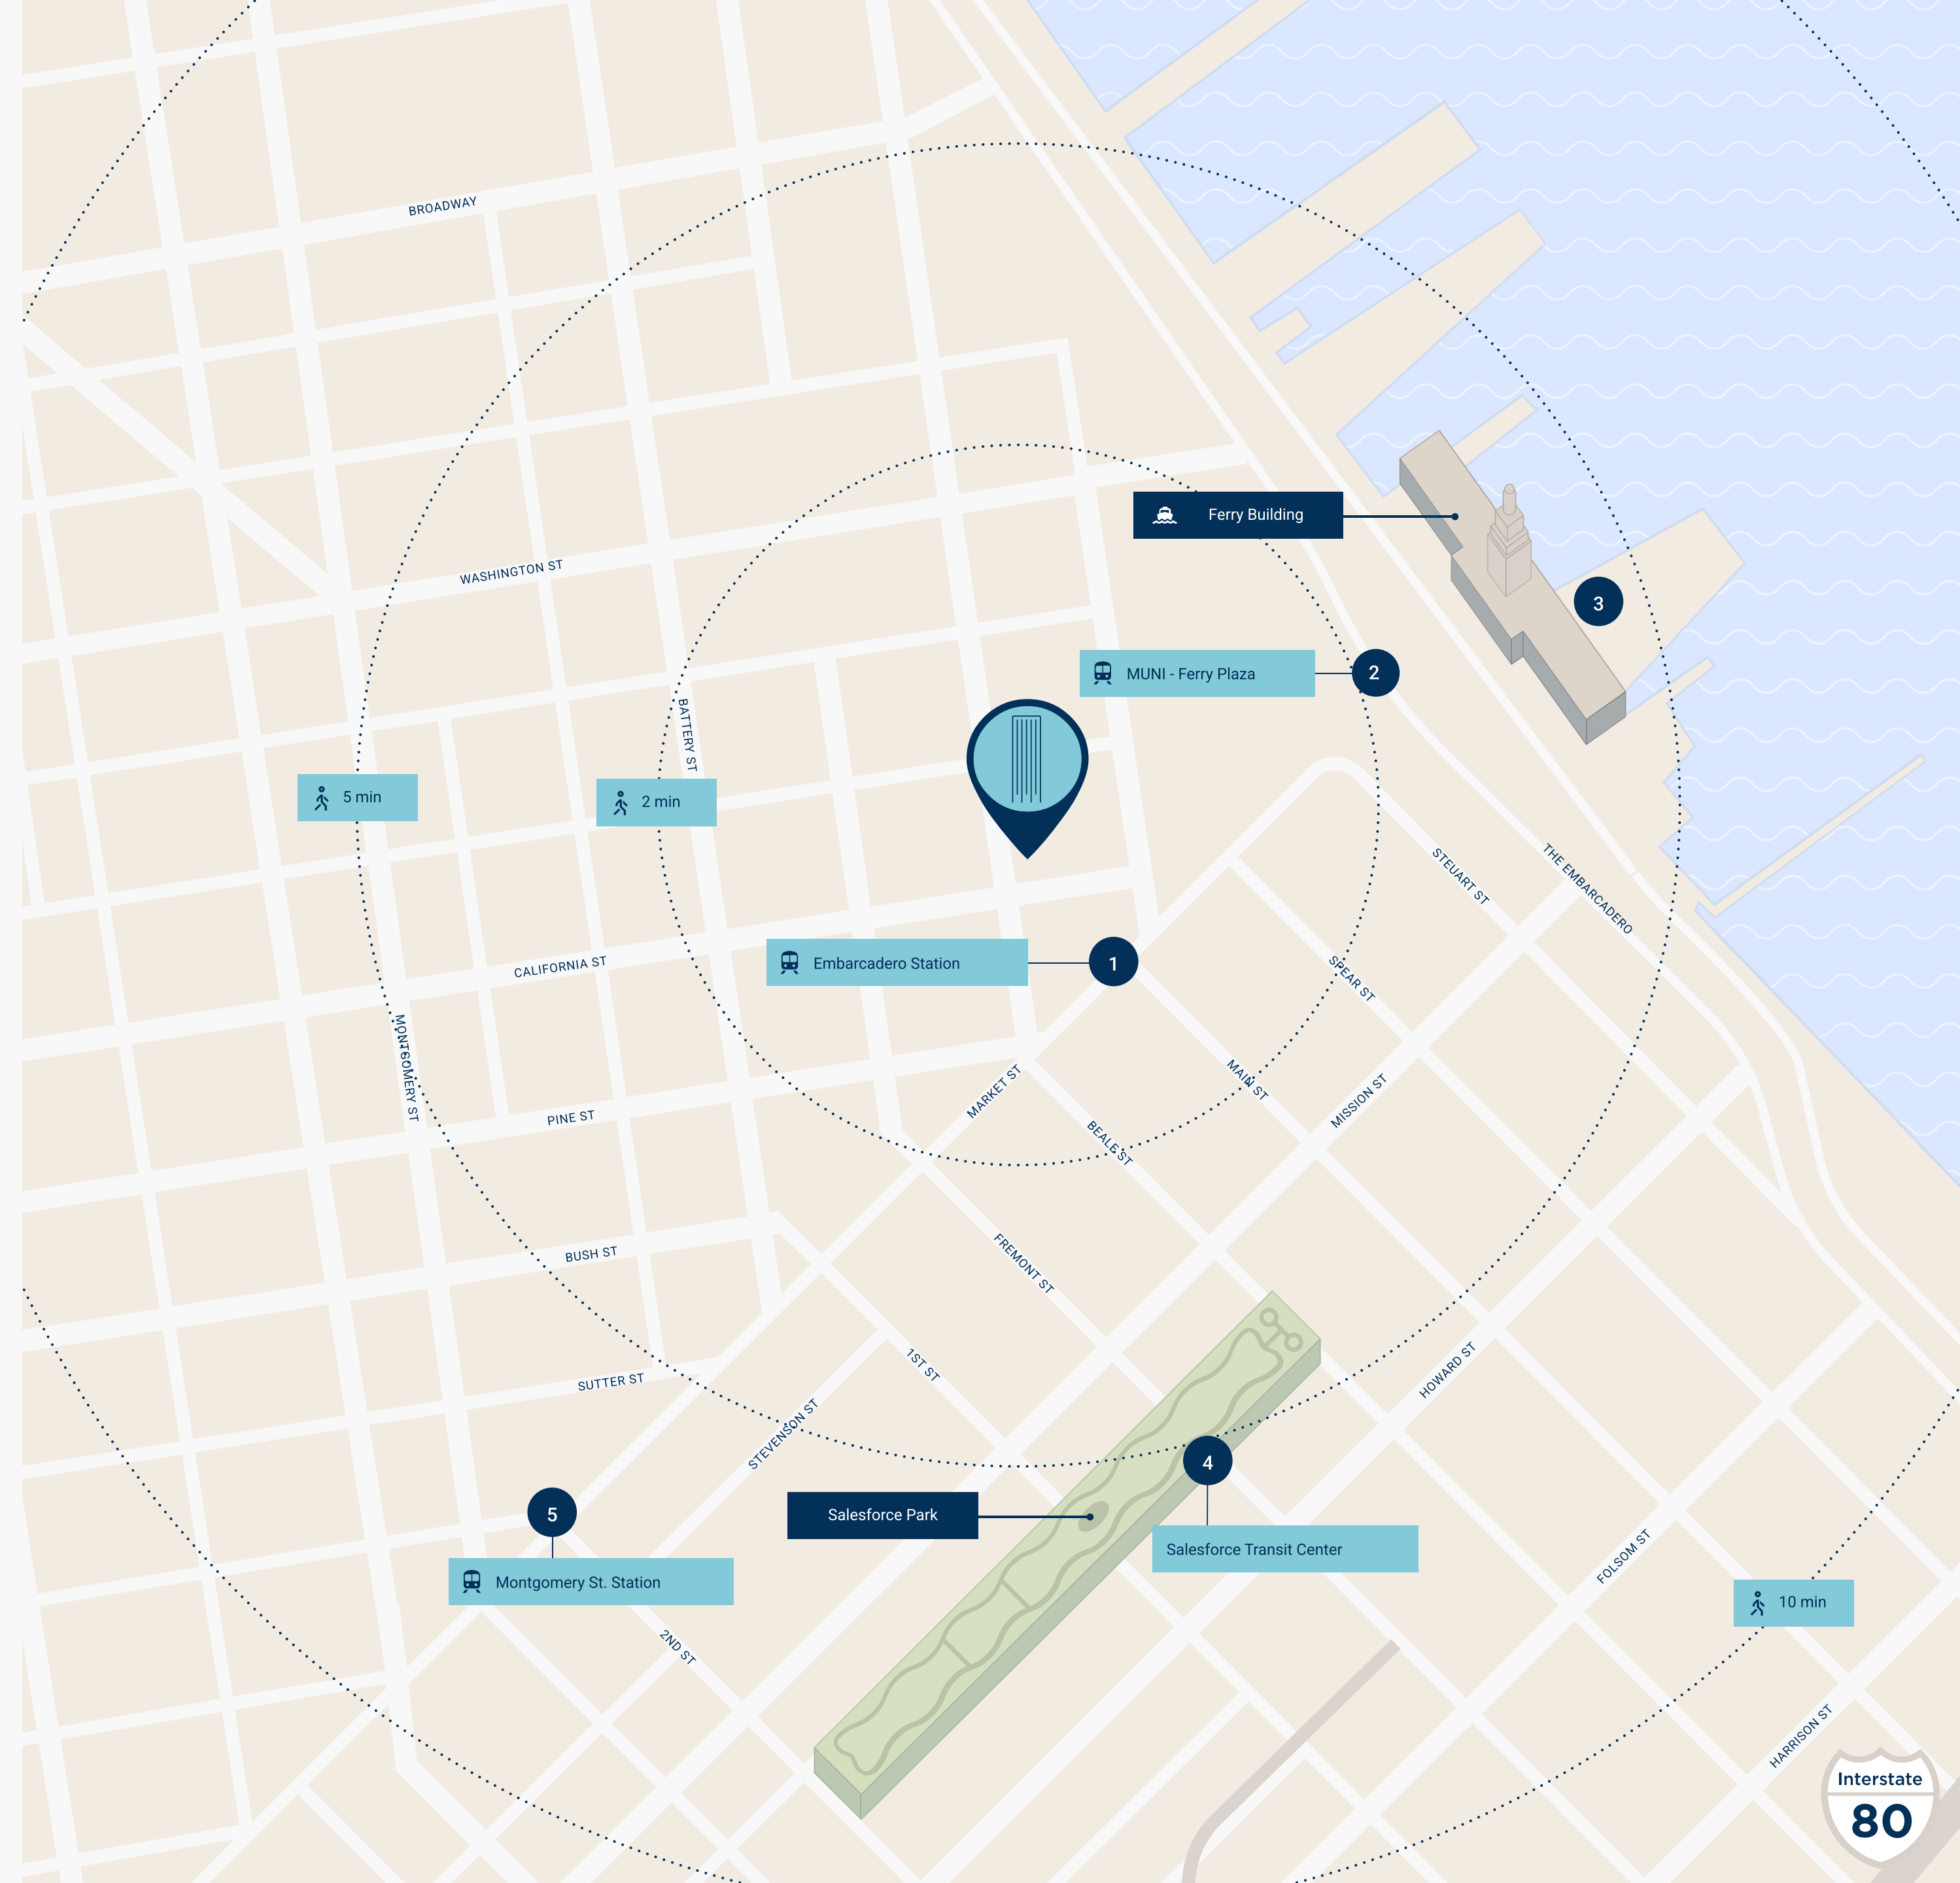 BROADWAY
Ferry Building
WASHINGTON ST
3
MUNI - Ferry Plaza
2
BATTERY ST
5 min
2 min
STEUART ST
THE EMBARCADERO
CALIFORNIA ST
Embarcadero Station
1
SPEAR ST
MONTGOMERY ST
MARKET ST
MAIN ST
MISSION ST
PINE ST
BEALE ST
BUSH ST
FREMONT ST
SUTTER ST
1ST ST
HOWARD ST
STEVENSON ST
4
5
Salesforce Park
Salesforce Transit Center
Montgomery St. Station
FOLSOM ST
10 min
2ND ST
HARRISON ST
Interstate
80